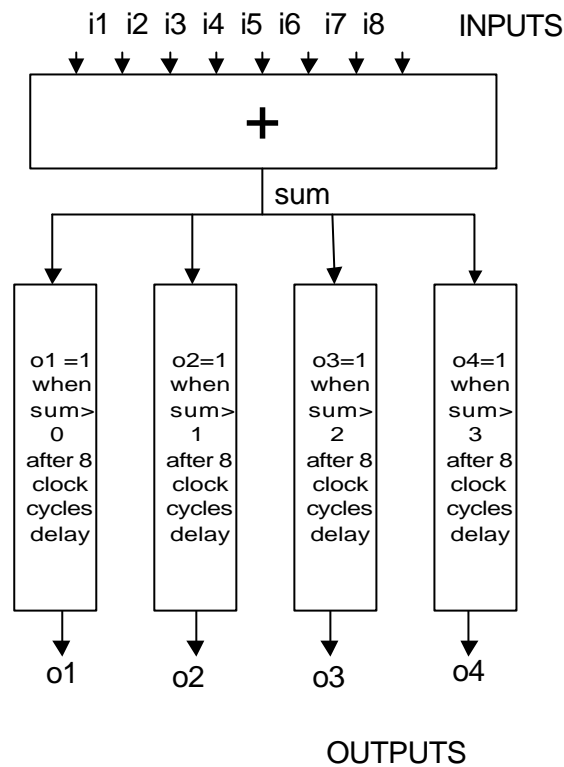 i1 i2 i3 i4 i5 i6 i7 i8 INPUTS
+
sum
o1 =1
when
sum>
0
after 8
clock
cycles
delay
o2=1
when
sum>
1
after 8
clock
cycles
delay
o3=1
when
sum>
2
after 8
clock
cycles
delay
o4=1
when
sum>
3
after 8
clock
cycles
delay
o1 o2 o3 o4
OUTPUTS